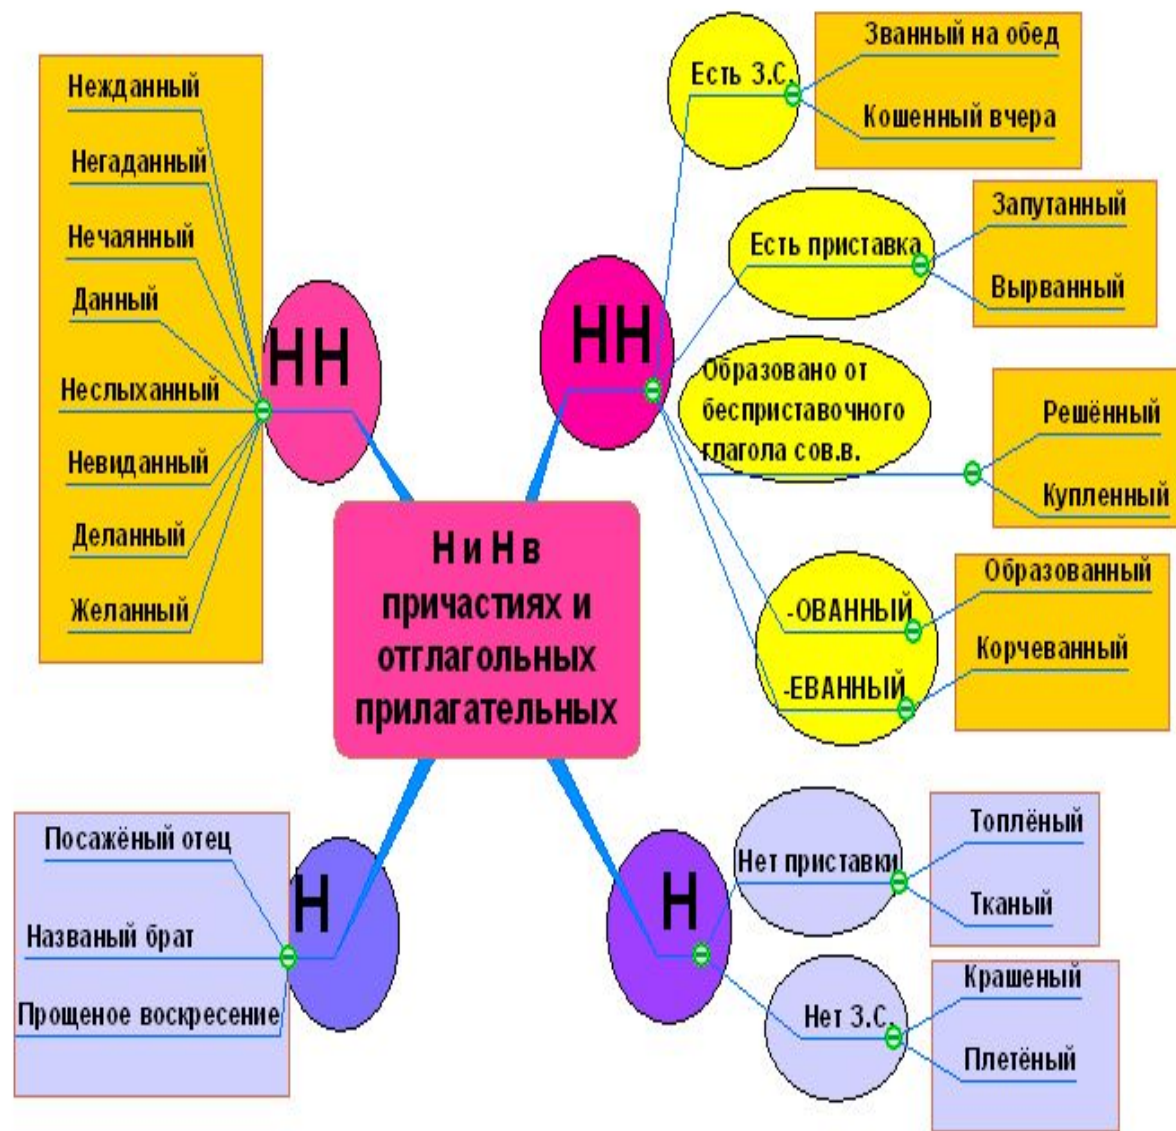 Нежданный
Негаданный
Нечаянный
Данный
Неслыханный
Невиданный
Деланный
Желанный
НН
НН
Есть З.С.
Званный на обед
Кошенный вчера
Есть приставка
Запутанный
Вырванный
Образовано от
бесприставочного
глагола сов.в.
Решённый
Купленный
-ОВАННЫЙ
-ЕВАННЫЙ
Образованный
Корчеванный
Н и Н в
причастиях и
отглагольных
прилагательных
Посажёный отец
Названый брат
Прощеное воскресение
Н
Н
Нет приставки
Топлёный
Тканый
Нет З.С.
Крашеный
Плетёный